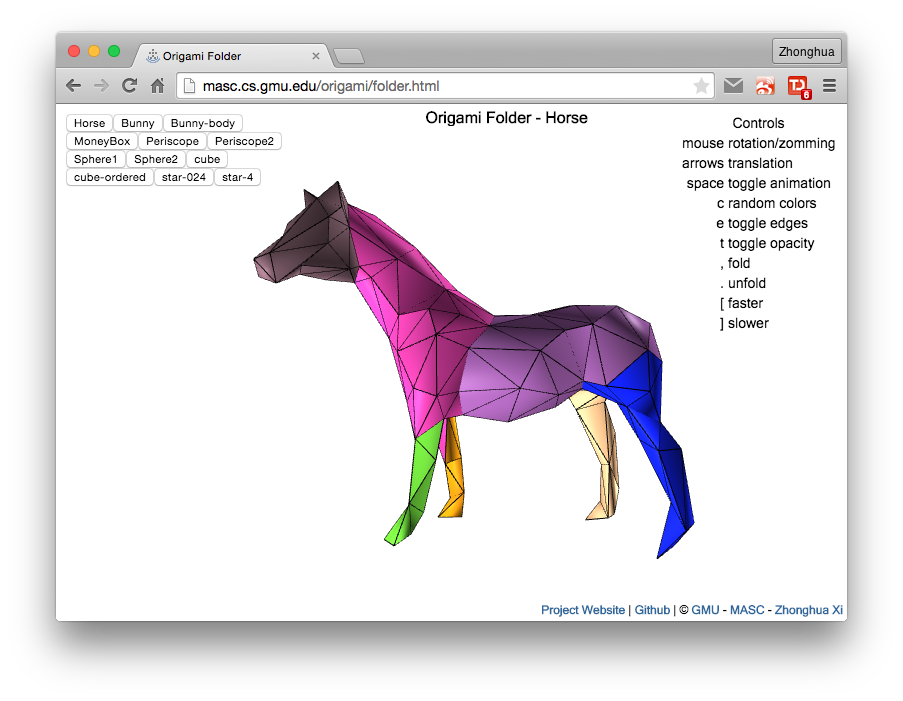 Origami Folder
Zhonghua
masc.cs.gmu.edu/origami/folder.html
6
Origami Folder - Horse
Horse Bunny Bunny-body
MoneyBox Periscope Periscope2
Sphere1 Sphere2 cube
cube-ordered star-024 star-4
Controls
mouse rotation/zomming
arrows translation
space toggle animation
c random colors
e toggle edges
t toggle opacity
, fold
. unfold
[ faster
] slower
Project Website | Github | © GMU - MASC - Zhonghua Xi